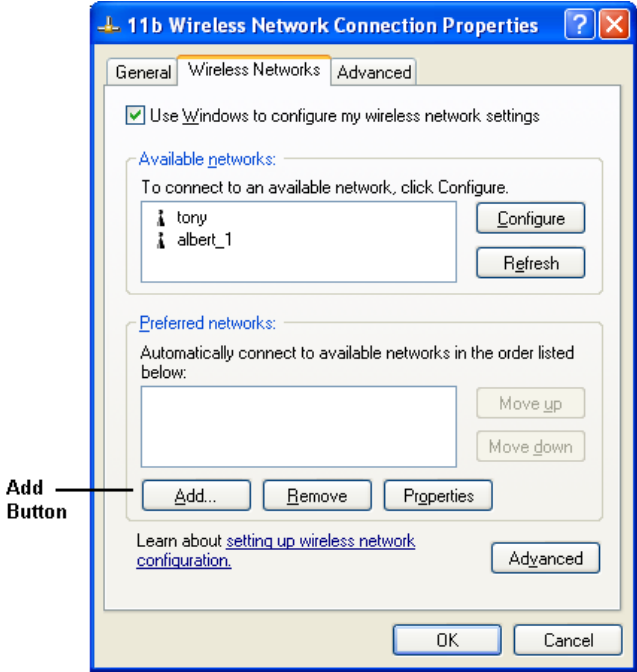 11b Wireless Network Connection Properties
General Wireless Networks Advanced
Use Windows to configure my wireless network settings
Available networks:
To connect to an available network, click Configure.
tony
albert_1
Configure
Refresh
Preferred networks:
Automatically connect to available networks in the order listed
below:
Move up
Move down
Add
Button
Add... Remove Properties
Learn about setting up wireless network
configuration.
Advanced
OK Cancel